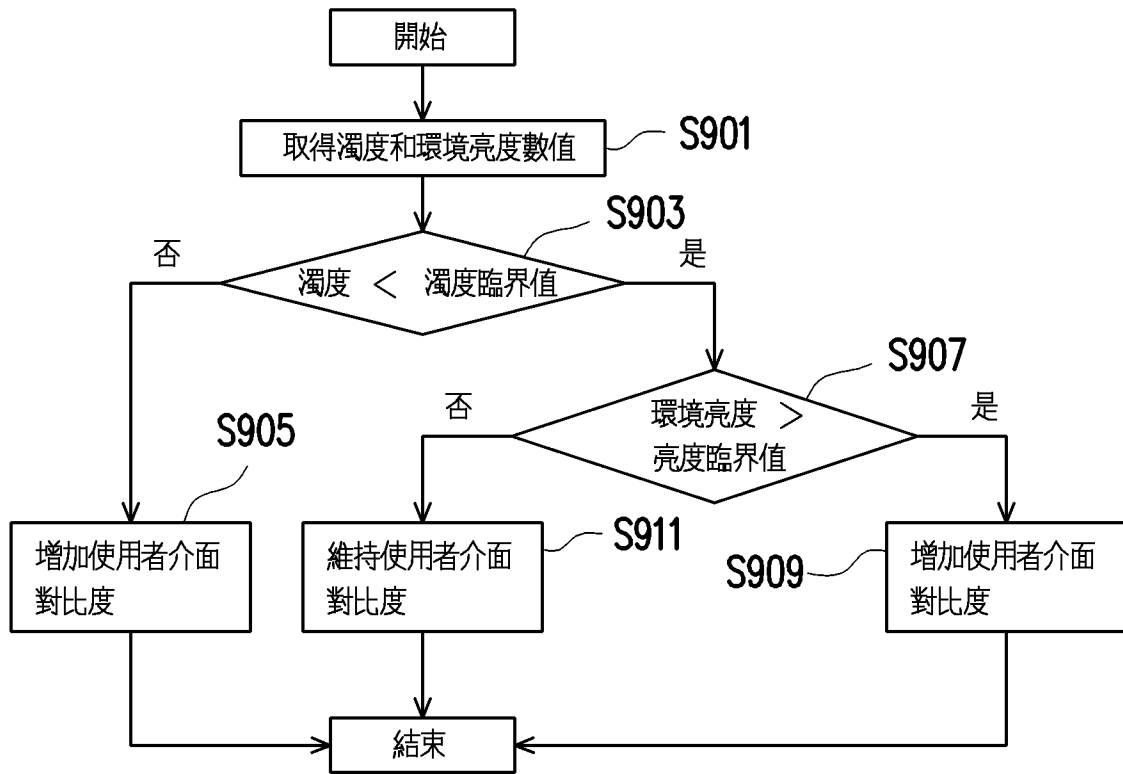 開始
取得濁度和環境亮度數值
S901
S903
否
是
濁度 < 濁度臨界值
S907
否
是
環境亮度 >
亮度臨界值
S905
S911
S909
增加使用者介面
對比度
維持使用者介面
對比度
增加使用者介面
對比度
結束